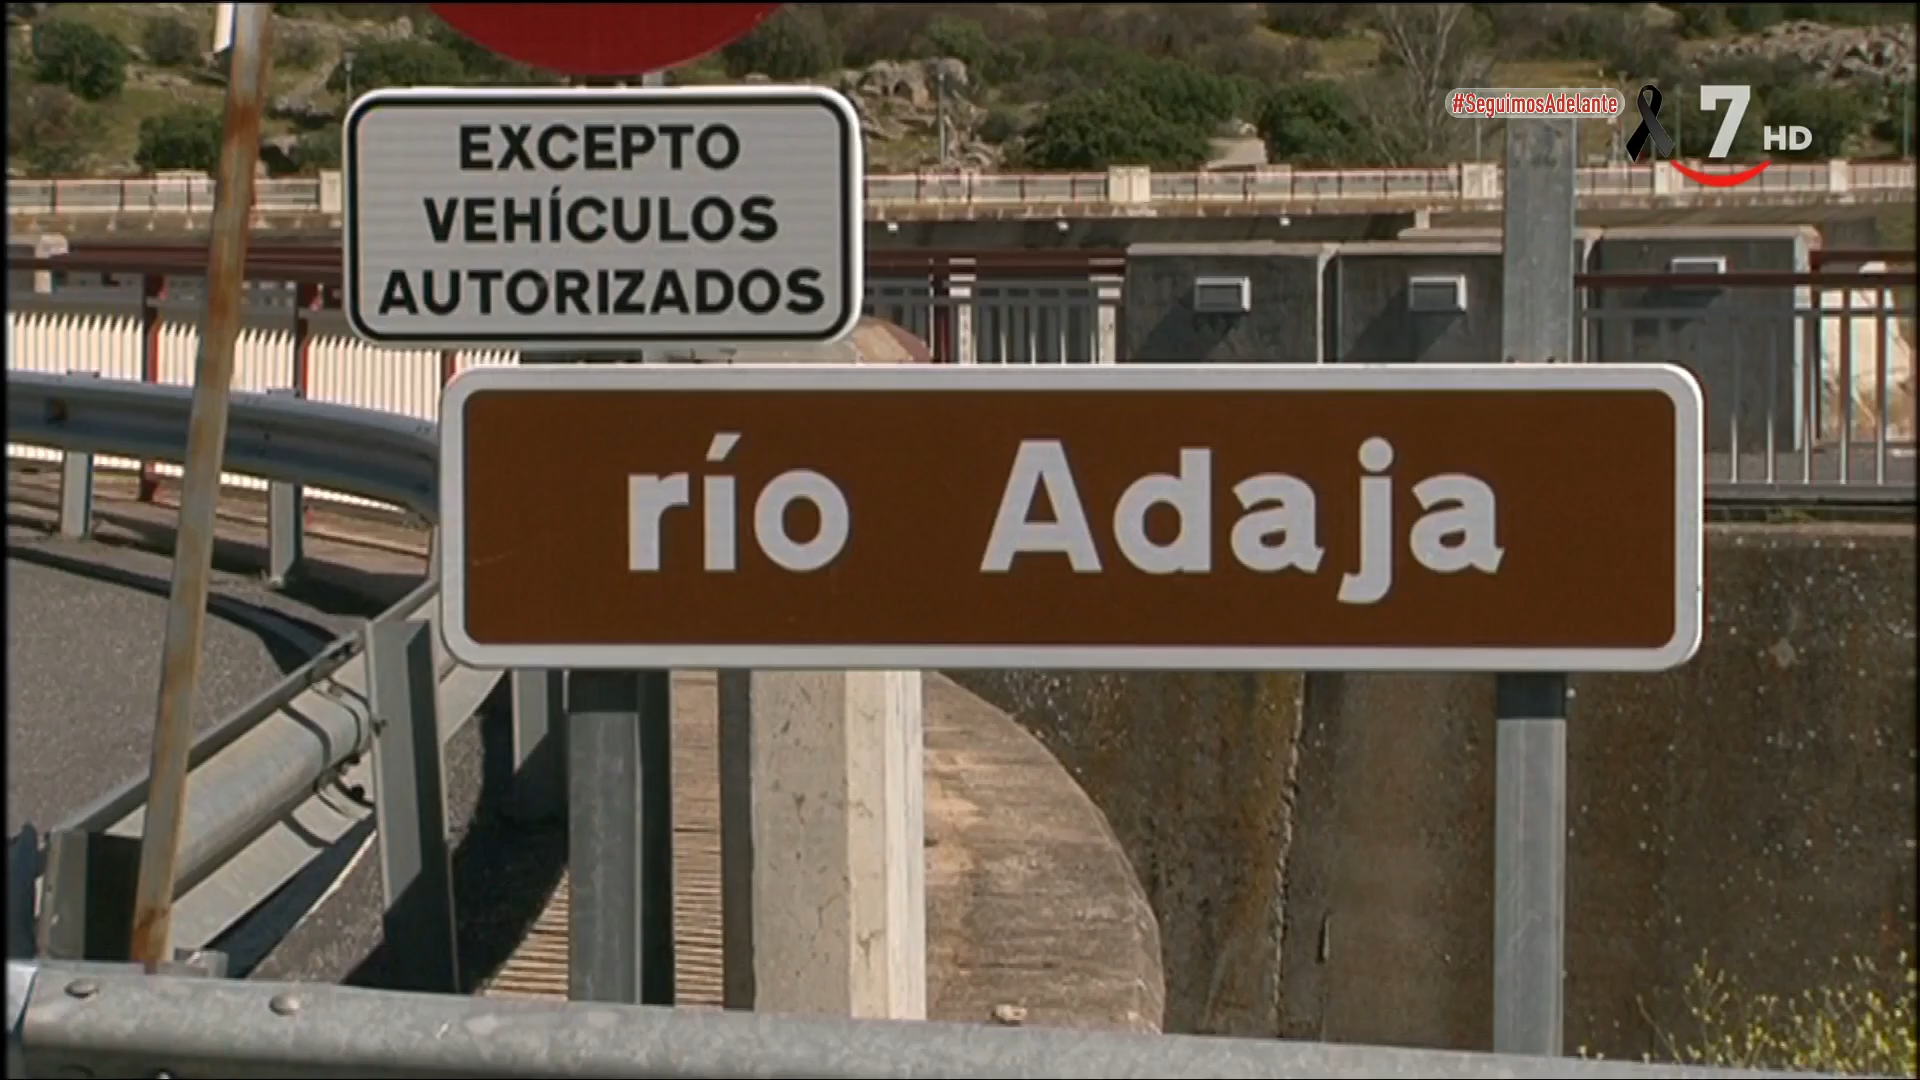 #SeguimosAdelante
7 HD
EXCEPTO
VEHÍCULOS
AUTORIZADOS
río Adaja